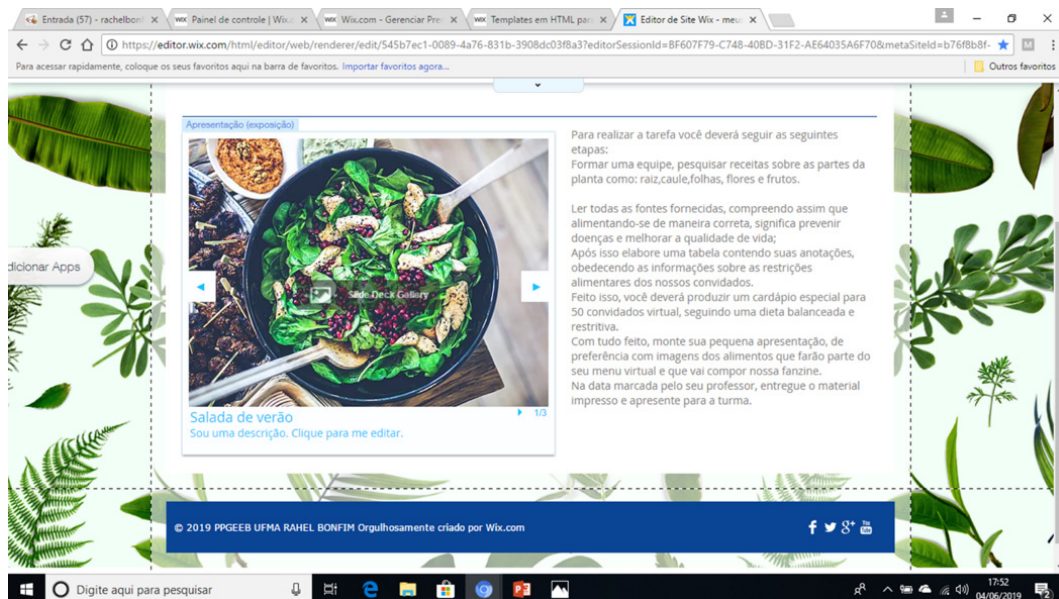 Entrada (57) - rachelbonf
Painel de controle | Wix.c
Wix.com - Gerenciar Pre
Templates em HTML par
Editor de Site Wix - meu
https://editor.wix.com/html/editor/web/renderer/edit/545b7ec1-0089-4a76-831b-3908dc03f8a3?editorSessionId=BF607F79-C748-40BD-31F2-AE64035A6F70&metaSiteId=b76f8b8f-
Para acessar rapidamente, coloque os seus favoritos aqui na barra de favoritos. Importar favoritos agora...
Outros favoritos
Apresentação (exposição)
dicionar Apps
Slide Deck Gallery
Salada de verão
1/3
Sou uma descrição. Clique para me editar.
Para realizar a tarefa você deverá seguir as seguintes
etapas:
Formar uma equipe, pesquisar receitas sobre as partes da
planta como: raiz,caule,folhas, flores e frutos.
Ler todas as fontes fornecidas, compreendo assim que
alimentando-se de maneira correta, significa prevenir
doenças e melhorar a qualidade de vida;
Após isso elabore uma tabela contendo suas anotações,
obedecendo as informações sobre as restrições
alimentares dos nossos convidados.
Feito isso, você deverá produzir um cardápio especial para
50 convidados virtual, seguindo uma dieta balanceada e
restritiva.
Com tudo feito, monte sua pequena apresentação, de
preferência com imagens dos alimentos que farão parte do
seu menu virtual e que vai compor nossa fanzine.
Na data marcada pelo seu professor, entregue o material
impresso e apresente para a turma.
© 2019 PPGEEB UFMA RAHEL BONFIM Orgulhosamente criado por Wix.com
Digite aqui para pesquisar
17:52
04/06/2019